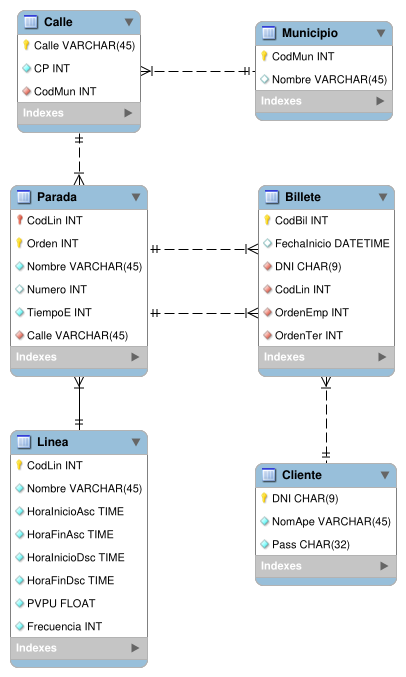 Calle
Calle VARCHAR(45)
CP INT
CodMun INT
Indexes
Municipio
CodMun INT
Nombre VARCHAR(45)
Indexes
Parada
CodLin INT
Orden INT
Nombre VARCHAR(45)
Numero INT
TiempoE INT
Calle VARCHAR(45)
Indexes
Billete
CodBil INT
FechaInicio DATETIME
DNI CHAR(9)
CodLin INT
OrdenEmp INT
OrdenTer INT
Indexes
Linea
CodLin INT
Nombre VARCHAR(45)
HoraInicioAsc TIME
HoraFinAsc TIME
HoraInicioDsc TIME
HoraFinDsc TIME
PVPU FLOAT
Frecuencia INT
Indexes
Cliente
DNI CHAR(9)
NomApe VARCHAR(45)
Pass CHAR(32)
Indexes